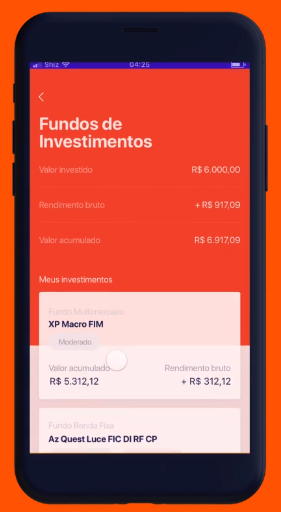 Shiz
04:26
Fundos de
Investimentos
Valor investido
R$ 6.000,00
Rendimento bruto
+ R$ 917,09
Valor acumulado
R$ 6.917,09
Meus investimentos
Fundo Multimercado
XP Macro FIM
Moderado
Valor acumulado
Rendimento bruto
R$ 5.312,12
+ R$ 312,12
Fundo Renda Fixa
Az Quest Luce FIC DI RF CP